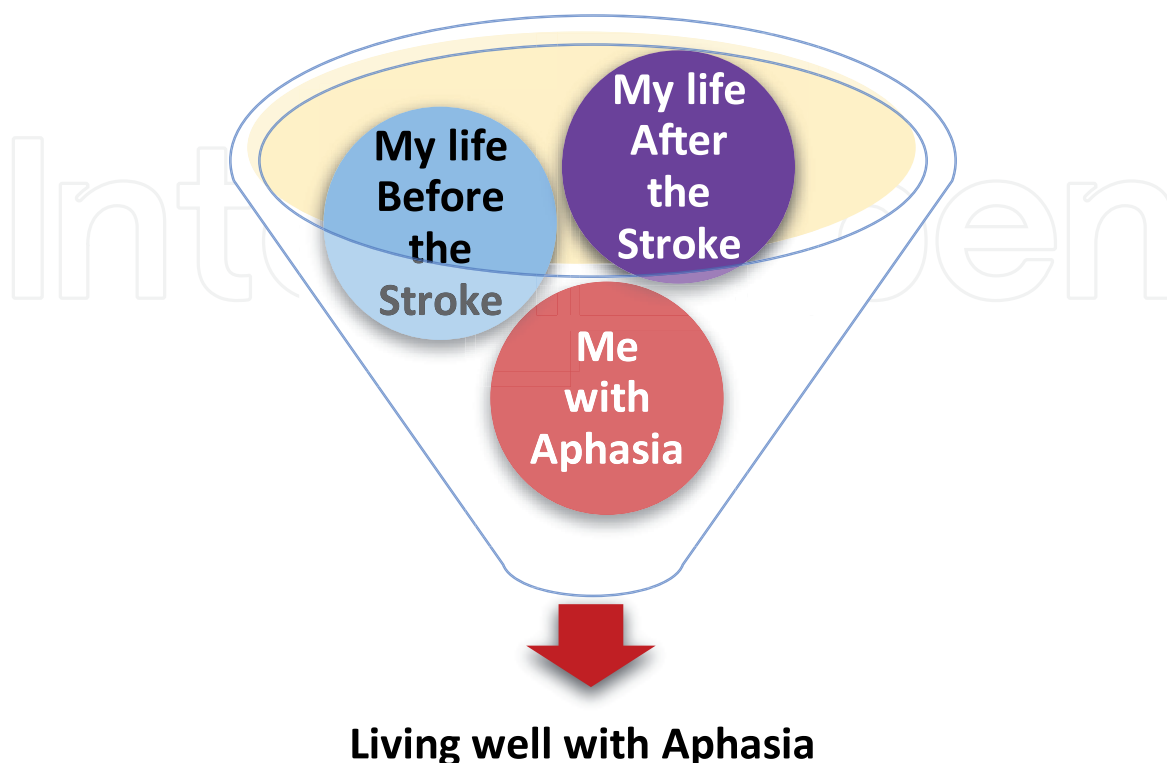 My life
Before
the
Stroke
My life
After
the
Stroke
Me
with
Aphasia
Living well with Aphasia